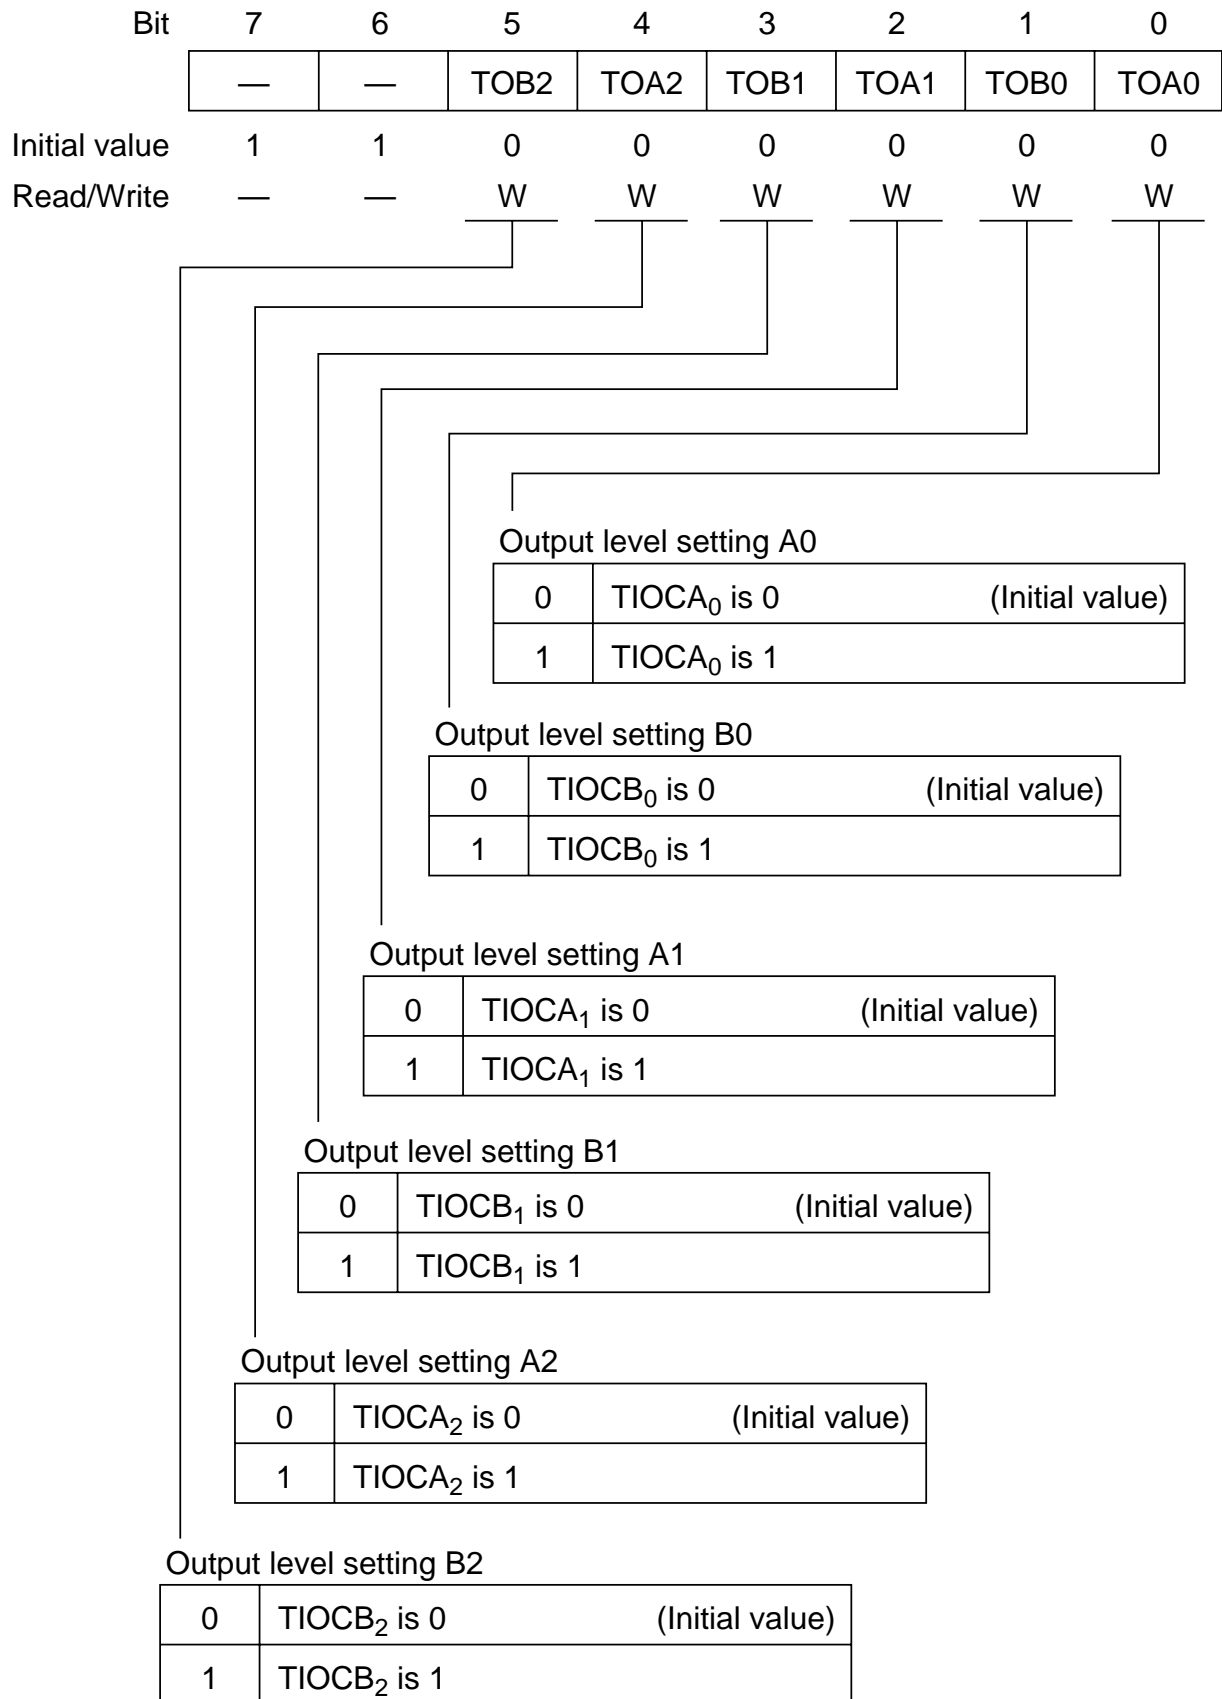 Bit 7 6 5 4 3 2 1 0
— — TOB2 TOA2 TOB1 TOA1 TOB0 TOA0
Initial value 1 1 0 0 0 0 0 0
Read/Write — — W W W W W W
Output level setting A0
0 TIOCA₀ is 0 (Initial value)
1 TIOCA₀ is 1
Output level setting B0
0 TIOCB₀ is 0 (Initial value)
1 TIOCB₀ is 1
Output level setting A1
0 TIOCA₁ is 0 (Initial value)
1 TIOCA₁ is 1
Output level setting B1
0 TIOCB₁ is 0 (Initial value)
1 TIOCB₁ is 1
Output level setting A2
0 TIOCA₂ is 0 (Initial value)
1 TIOCA₂ is 1
Output level setting B2
0 TIOCB₂ is 0 (Initial value)
1 TIOCB₂ is 1